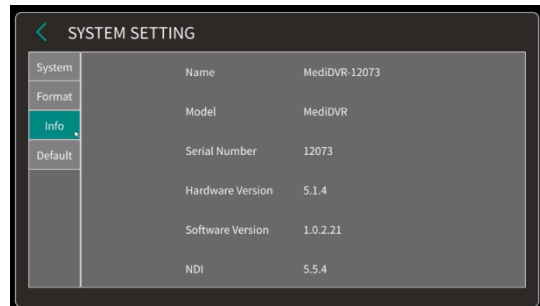 SYSTEM SETTING
System
Format
Info
Default
Name MediDVR-12073
Model MediDVR
Serial Number 12073
Hardware Version 5.1.4
Software Version 1.0.2.21
NDI 5.5.4